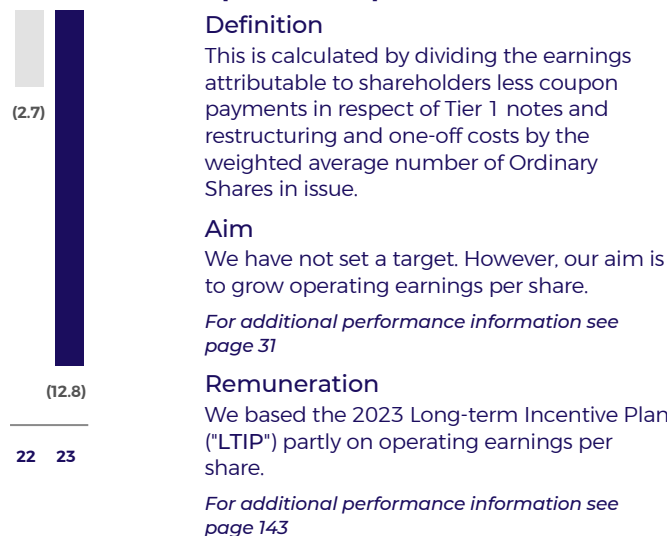 (2.7)
(12.8)
22 23
Definition
This is calculated by dividing the earnings
attributable to shareholders less coupon
payments in respect of Tier 1 notes and
restructuring and one-off costs by the
weighted average number of Ordinary
Shares in issue.
Aim
We have not set a target. However, our aim is
to grow operating earnings per share.
For additional performance information see
page 31
Remuneration
We based the 2023 Long-term Incentive Plan
("LTIP") partly on operating earnings per
share.
For additional performance information see
page 143